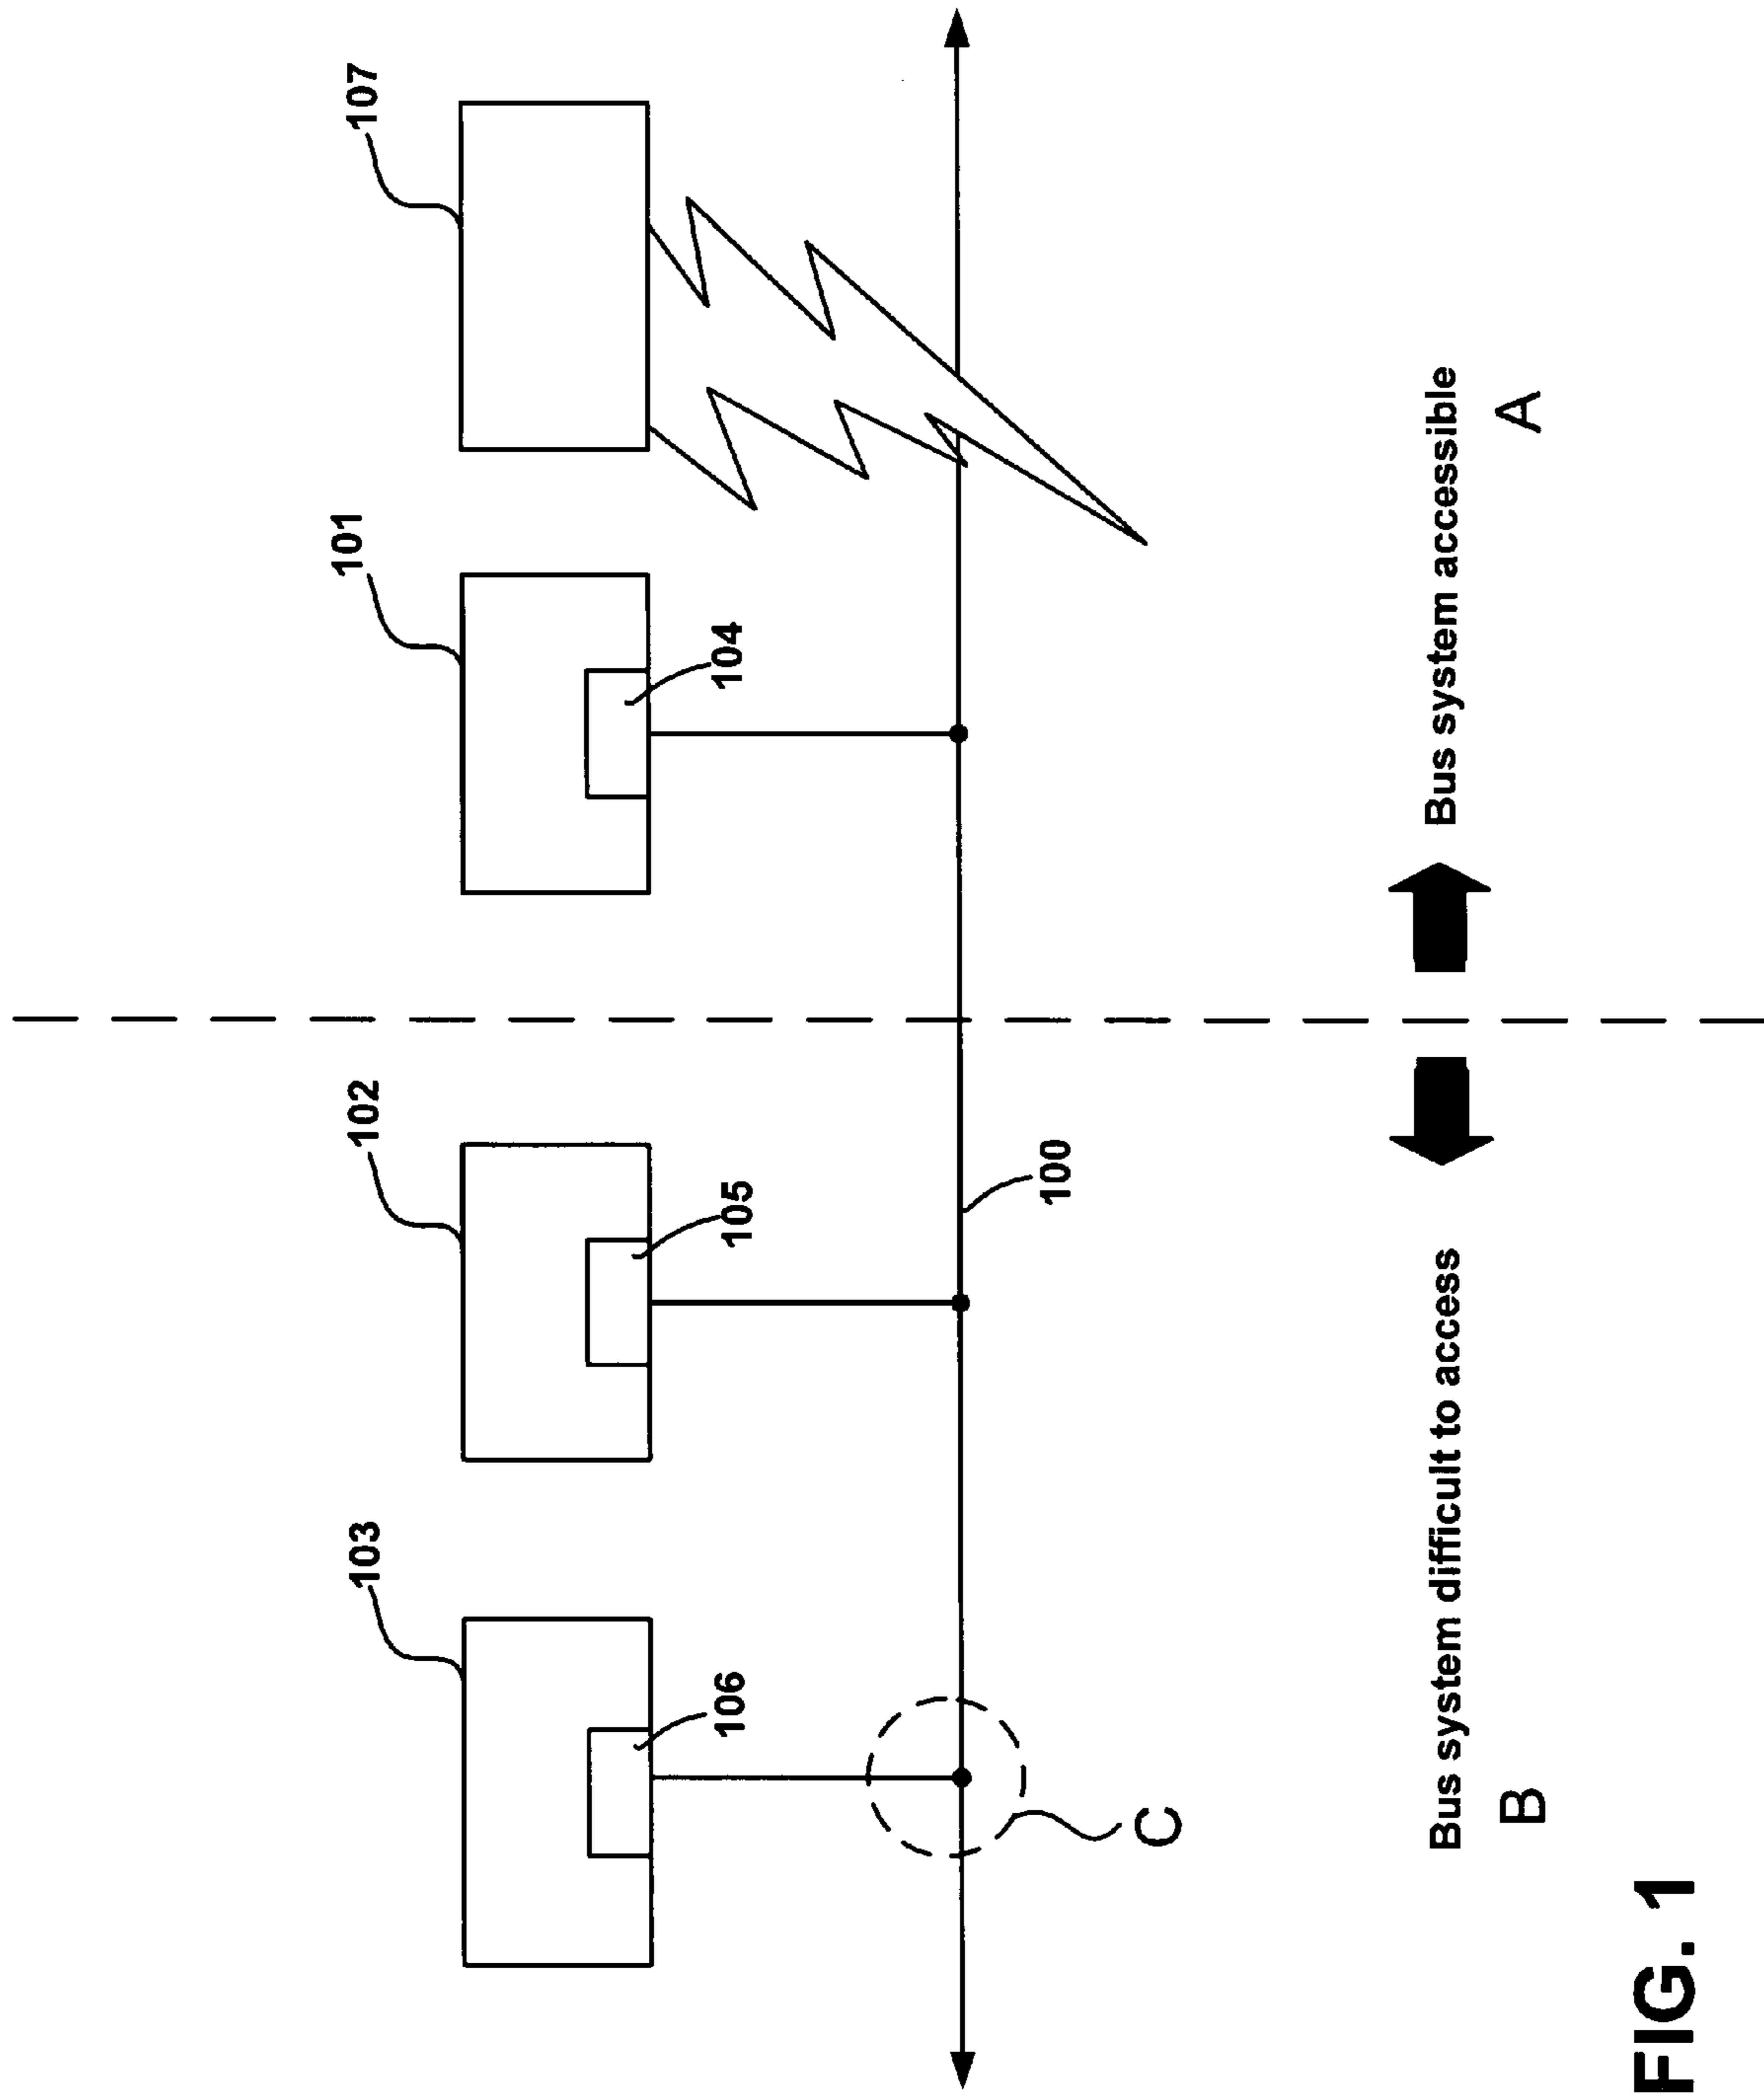 103
102
101
107
106
105
104
100
C
Bus system difficult to access
Bus system accessible
B
A
FIG. 1